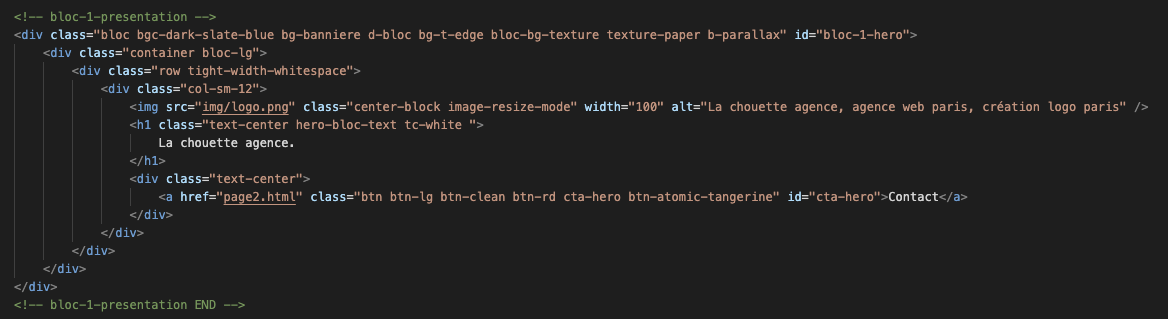 <!-- bloc-1-presentation -->
<div class="bloc bgc-dark-slate-blue bg-banniere d-bloc bg-t-edge bloc-bg-texture texture-paper b-parallax" id="bloc-1-hero">
<div class="container bloc-lg">
<div class="row tight-width-whitespace">
<div class="col-sm-12">
<img src="img/logo.png" class="center-block image-resize-mode" width="100" alt="La chouette agence, agence web paris, création logo paris" />
<h1 class="text-center hero-bloc-text tc-white ">
La chouette agence.
</h1>
<div class="text-center">
<a href="page2.html" class="btn btn-lg btn-clean btn-rd cta-hero btn-atomic-tangerine" id="cta-hero">Contact</a>
</div>
</div>
</div>
</div>
</div>
<!-- bloc-1-presentation END -->